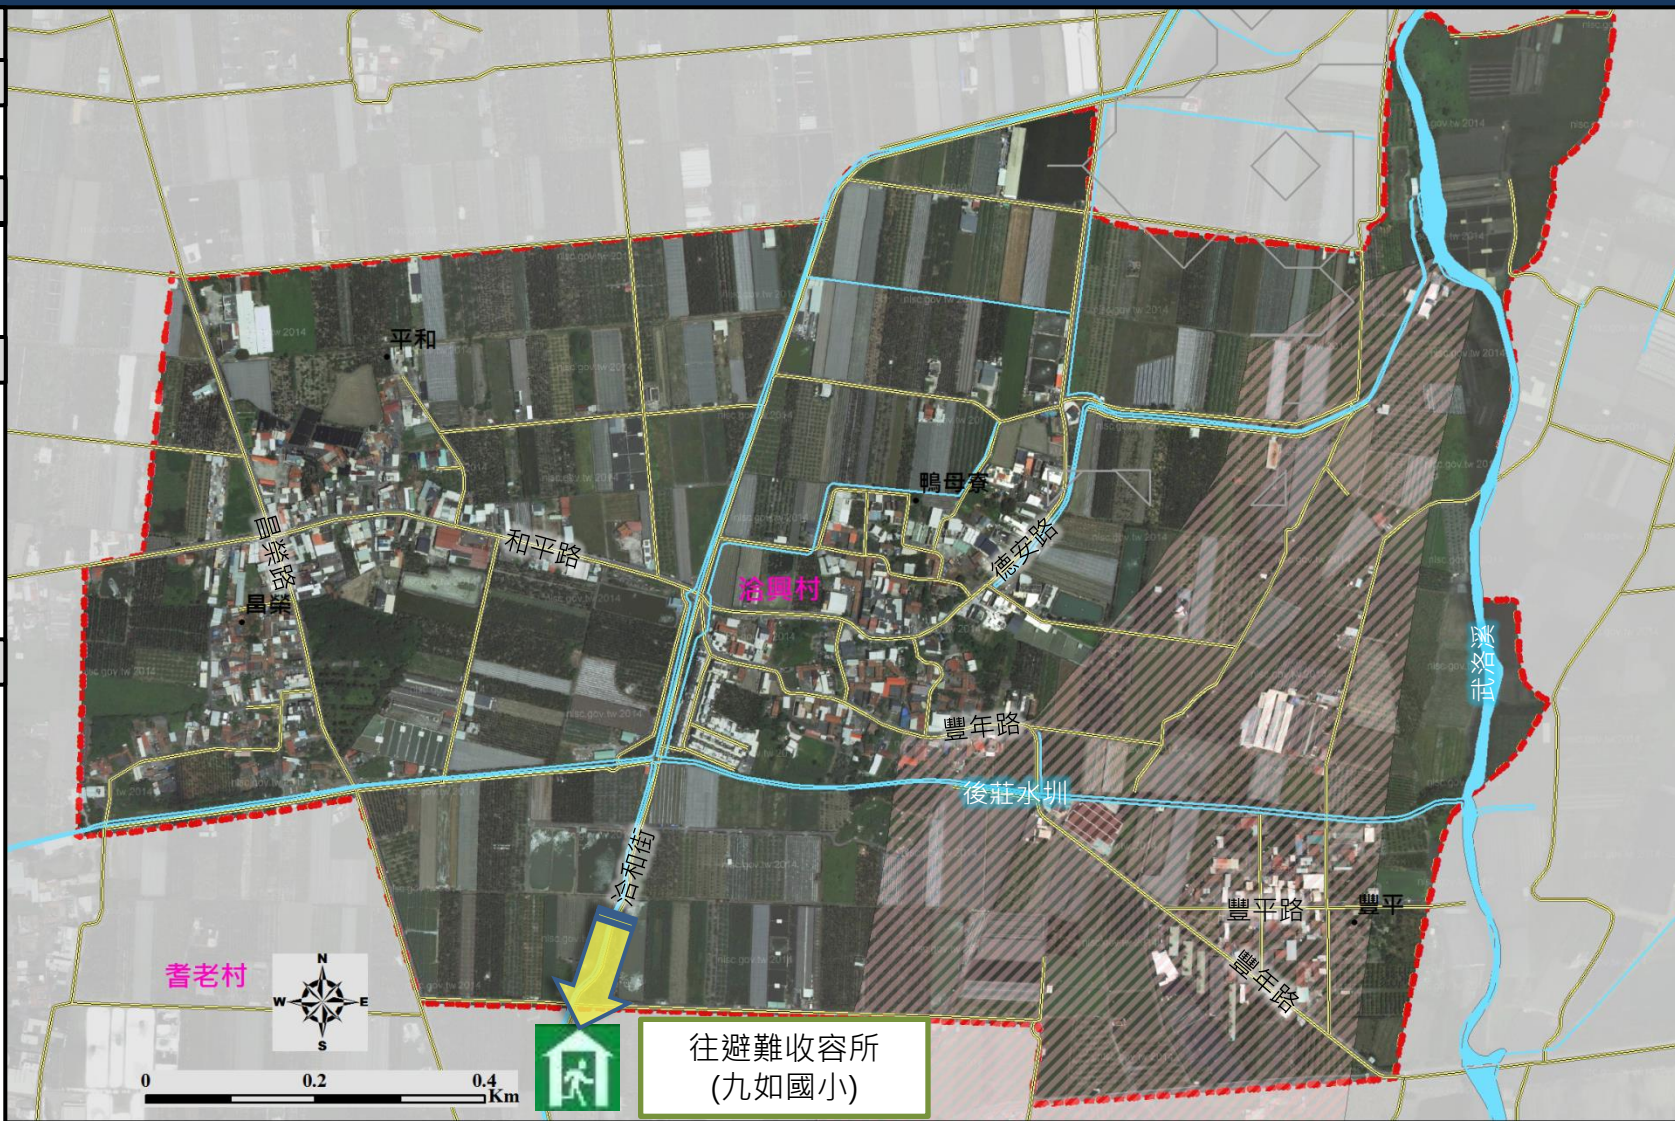 平和
鴨母寮
昌榮路
和平路
德安路
洽興村
昌榮
武洛溪
豐年路
後莊水圳
洽和街
豐平路
豐平
豐年路
耆老村
N
W
E
S
往避難收容所
(九如國小)
0 0.2 0.4 Km